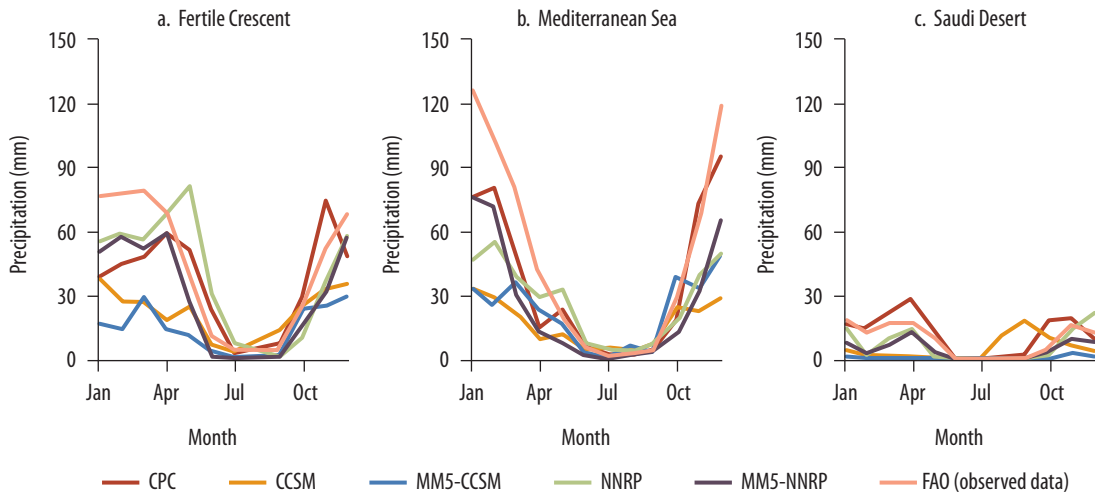 a. Fertile Crescent
Precipitation (mm)
150
120
90
60
30
0
Jan Apr Jul Oct
Month
b. Mediterranean Sea
Precipitation (mm)
150
120
90
60
30
0
Jan Apr Jul Oct
Month
c. Saudi Desert
Precipitation (mm)
150
120
90
60
30
0
Jan Apr Jul Oct
Month
CPC CCSM MM5-CCSM NNRP MM5-NNRP FAO (observed data)